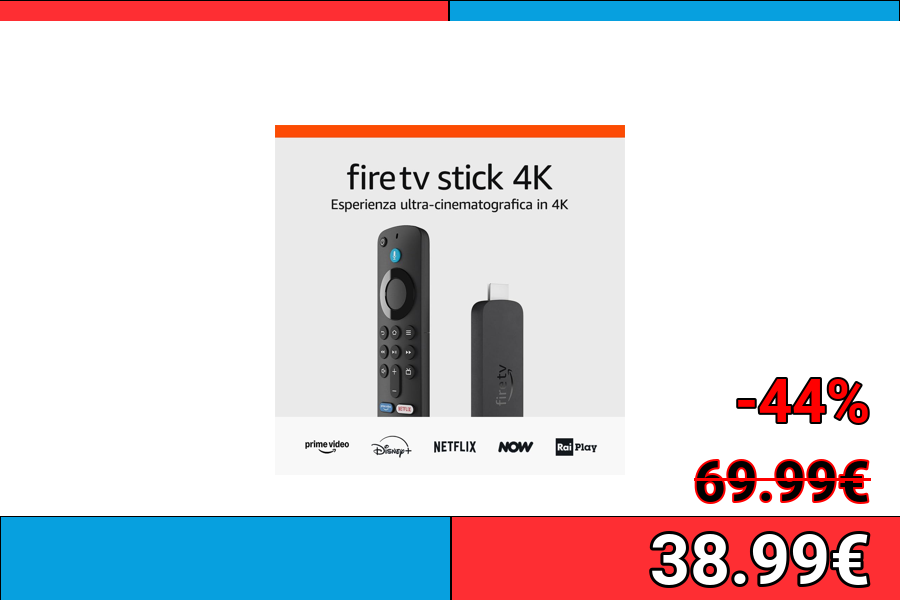 fire tv stick 4K
Esperienza ultra-cinematografica in 4K
fire tv
NETFLIX
prime video
Disney+
NETFLIX
NOW
Rai Play
-44%
69.99€
38.99€